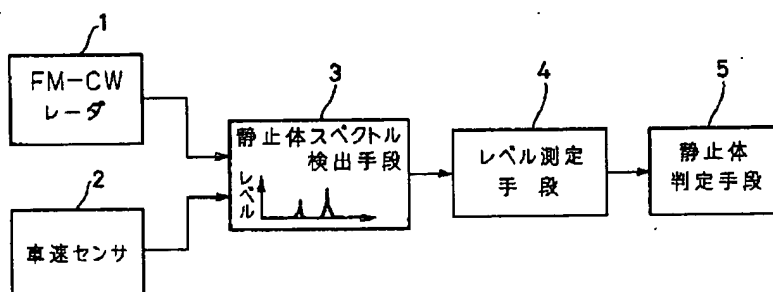 1
FM-CW
レーダ
2
車速センサ
3
静止体スペクトル
検出手段
レベル
4
レベル測定
手段
5
静止体
判定手段